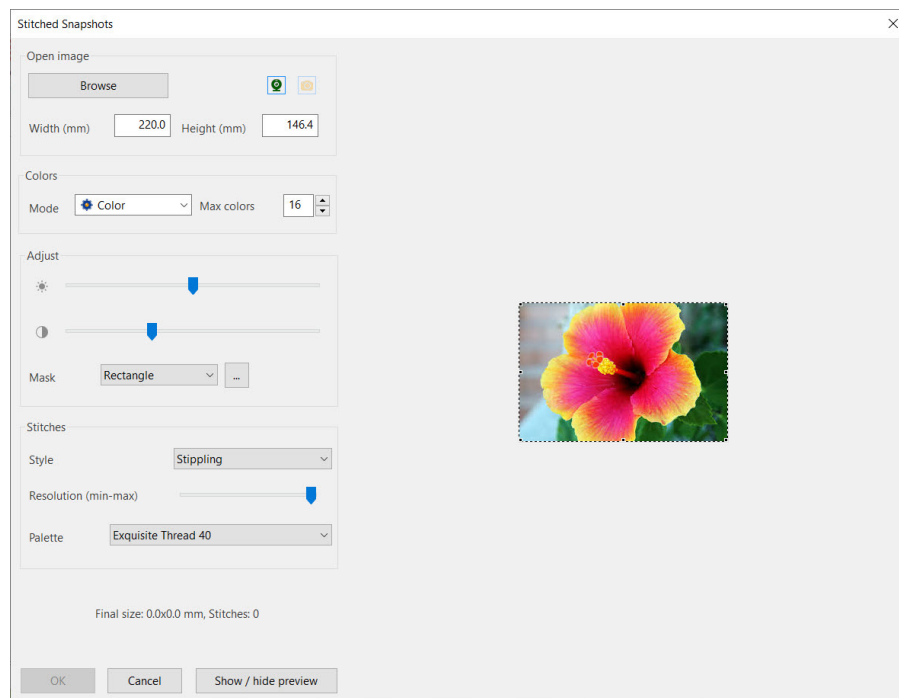 Stitched Snapshots
Open image
Browse
Width (mm) 220.0 Height (mm) 146.4
Colors
Mode Color Max colors 16
Adjust
Mask Rectangle ...
Stitches
Style Stippling
Resolution (min-max)
Palette Exquisite Thread 40
Final size: 0.0x0.0 mm, Stitches: 0
OK Cancel Show / hide preview